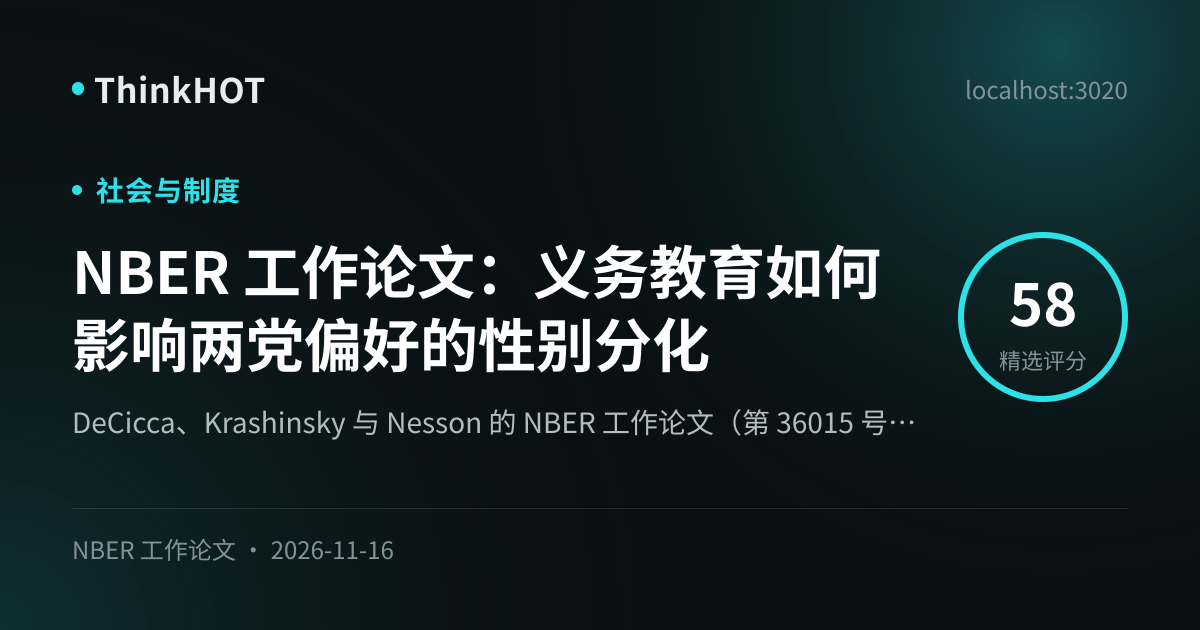 ThinkHOT
localhost:3020
社会与制度
NBER 工作论文：义务教育如何
影响两党偏好的性别分化
58
精选评分
DeCicca、Krashinsky 与 Nesson 的 NBER 工作论文（第 36015 号…
NBER 工作论文 · 2026-11-16